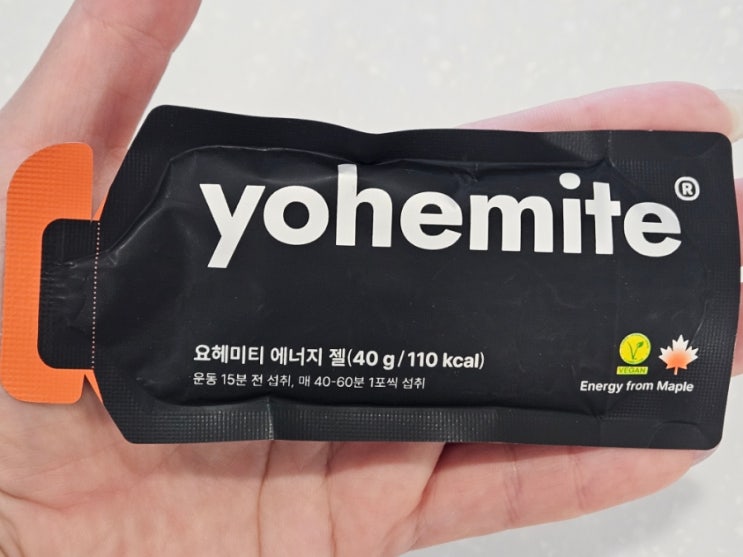 yohemite®
요헤미티 에너지 젤(40 g/110 kcal)
운동 15분 전 섭취, 매 40-60분 1포씩 섭취
VEGAN
Energy from Maple